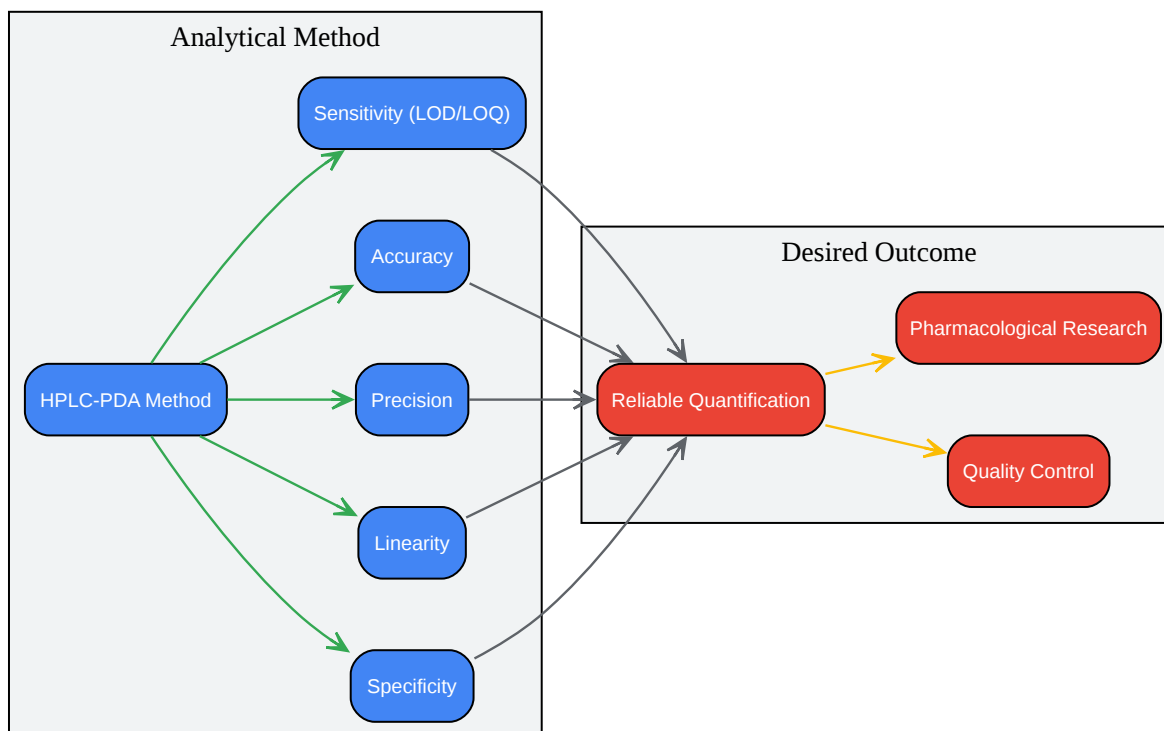 Analytical Method
Sensitivity (LOD/LOQ)
Accuracy
HPLC-PDA Method
Precision
Linearity
Specificity
Desired Outcome
Pharmacological Research
Reliable Quantification
Quality Control